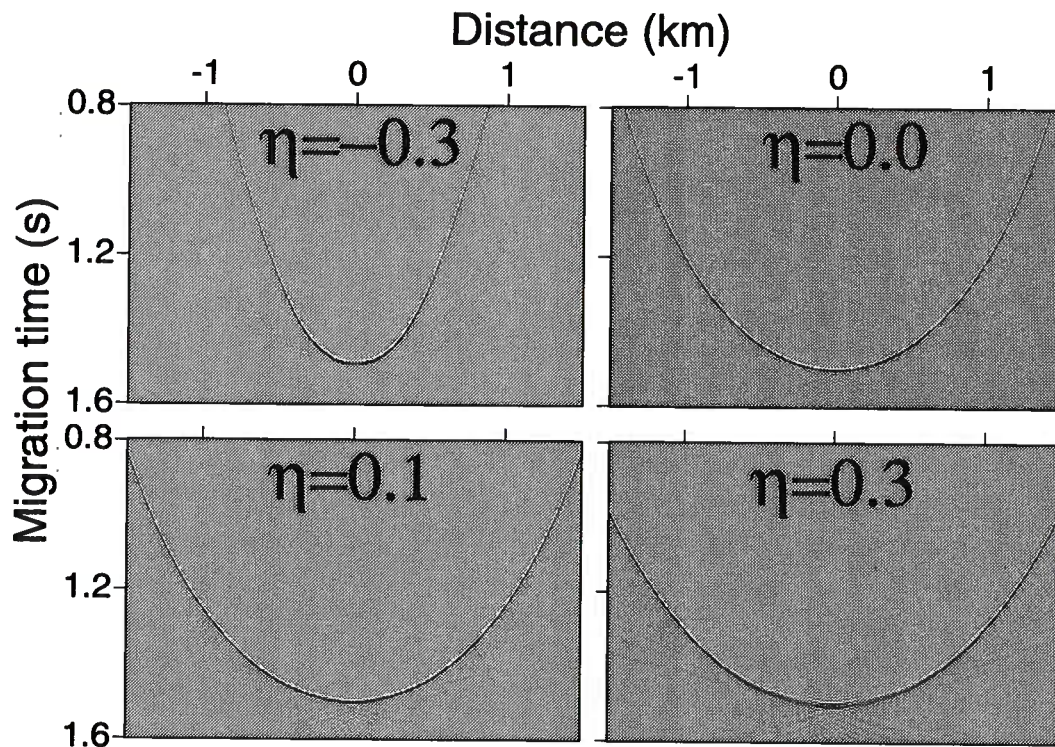 Distance (km)
-1 0 1 -1 0 1
Migration time (s)
0.8
1.2
1.6
η=−0.3
η=0.0
0.8
1.2
1.6
η=0.1
η=0.3